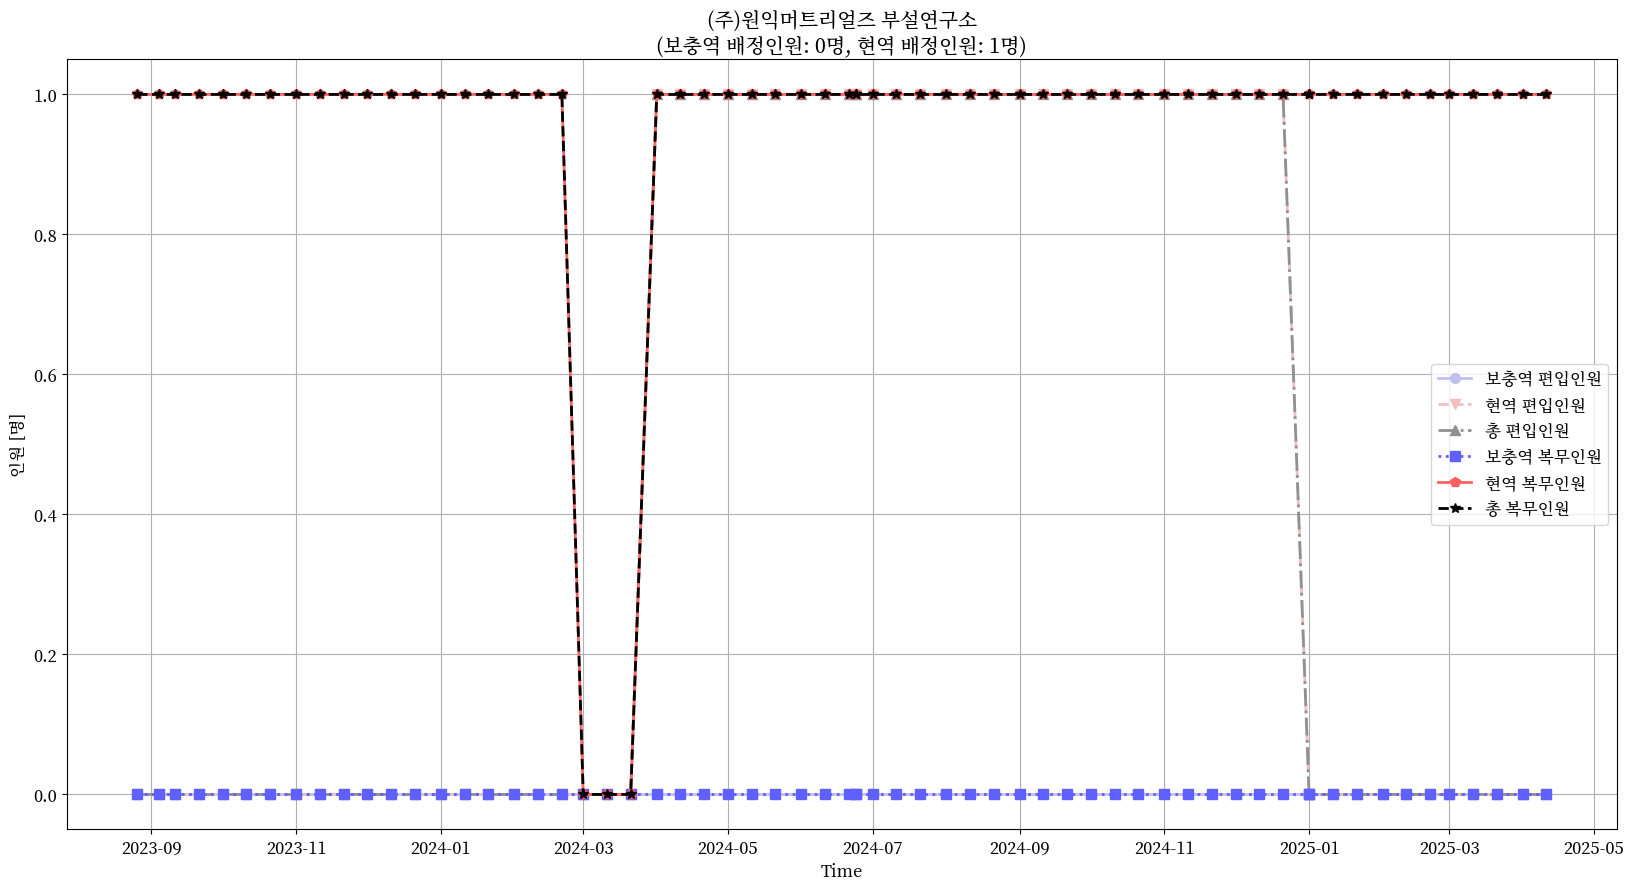 (주)원익머트리얼즈 부설연구소
(보충역 배정인원: 0명, 현역 배정인원: 1명)
인원 [명]
1.0
0.8
0.6
0.4
0.2
0.0
보충역 편입인원
현역 편입인원
총 편입인원
보충역 복무인원
현역 복무인원
총 복무인원
2023-09 2023-11 2024-01 2024-03 2024-05 2024-07 2024-09 2024-11 2025-01 2025-03 2025-05
Time